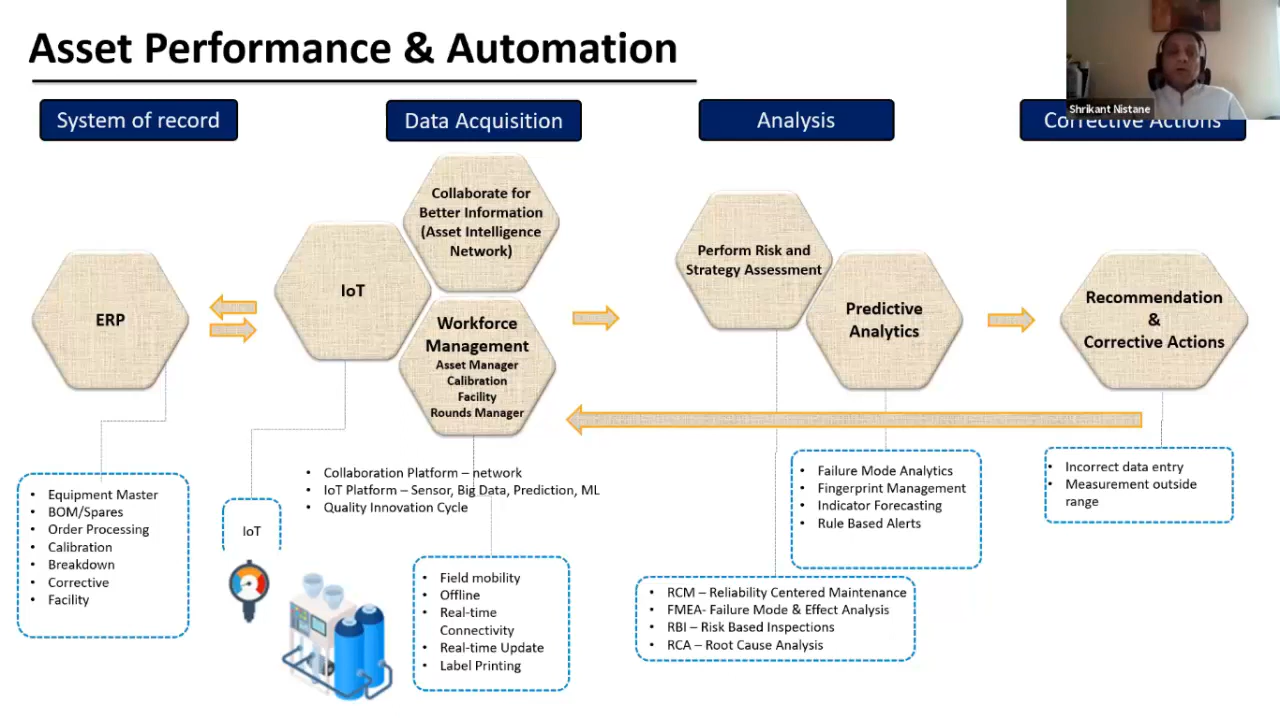 Asset Performance & Automation
Shrikant Nistane
System of record
Data Acquisition
Analysis
Corrective Actions
Collaborate for
Better Information
(Asset Intelligence
Network)
ERP
IoT
Workforce
Management
Asset Manager
Calibration
Facility
Rounds Manager
Perform Risk and
Strategy Assessment
Predictive
Analytics
Recommendation
&
Corrective Actions
• Equipment Master
• BOM/Spares
• Order Processing
• Calibration
• Breakdown
• Corrective
• Facility
IoT
• Collaboration Platform – network
• IoT Platform – Sensor, Big Data, Prediction, ML
• Quality Innovation Cycle
• Field mobility
• Offline
• Real-time
Connectivity
• Real-time Update
• Label Printing
• Failure Mode Analytics
• Fingerprint Management
• Indicator Forecasting
• Rule Based Alerts
• RCM – Reliability Centered Maintenance
• FMEA- Failure Mode & Effect Analysis
• RBI – Risk Based Inspections
• RCA – Root Cause Analysis
• Incorrect data entry
• Measurement outside
range